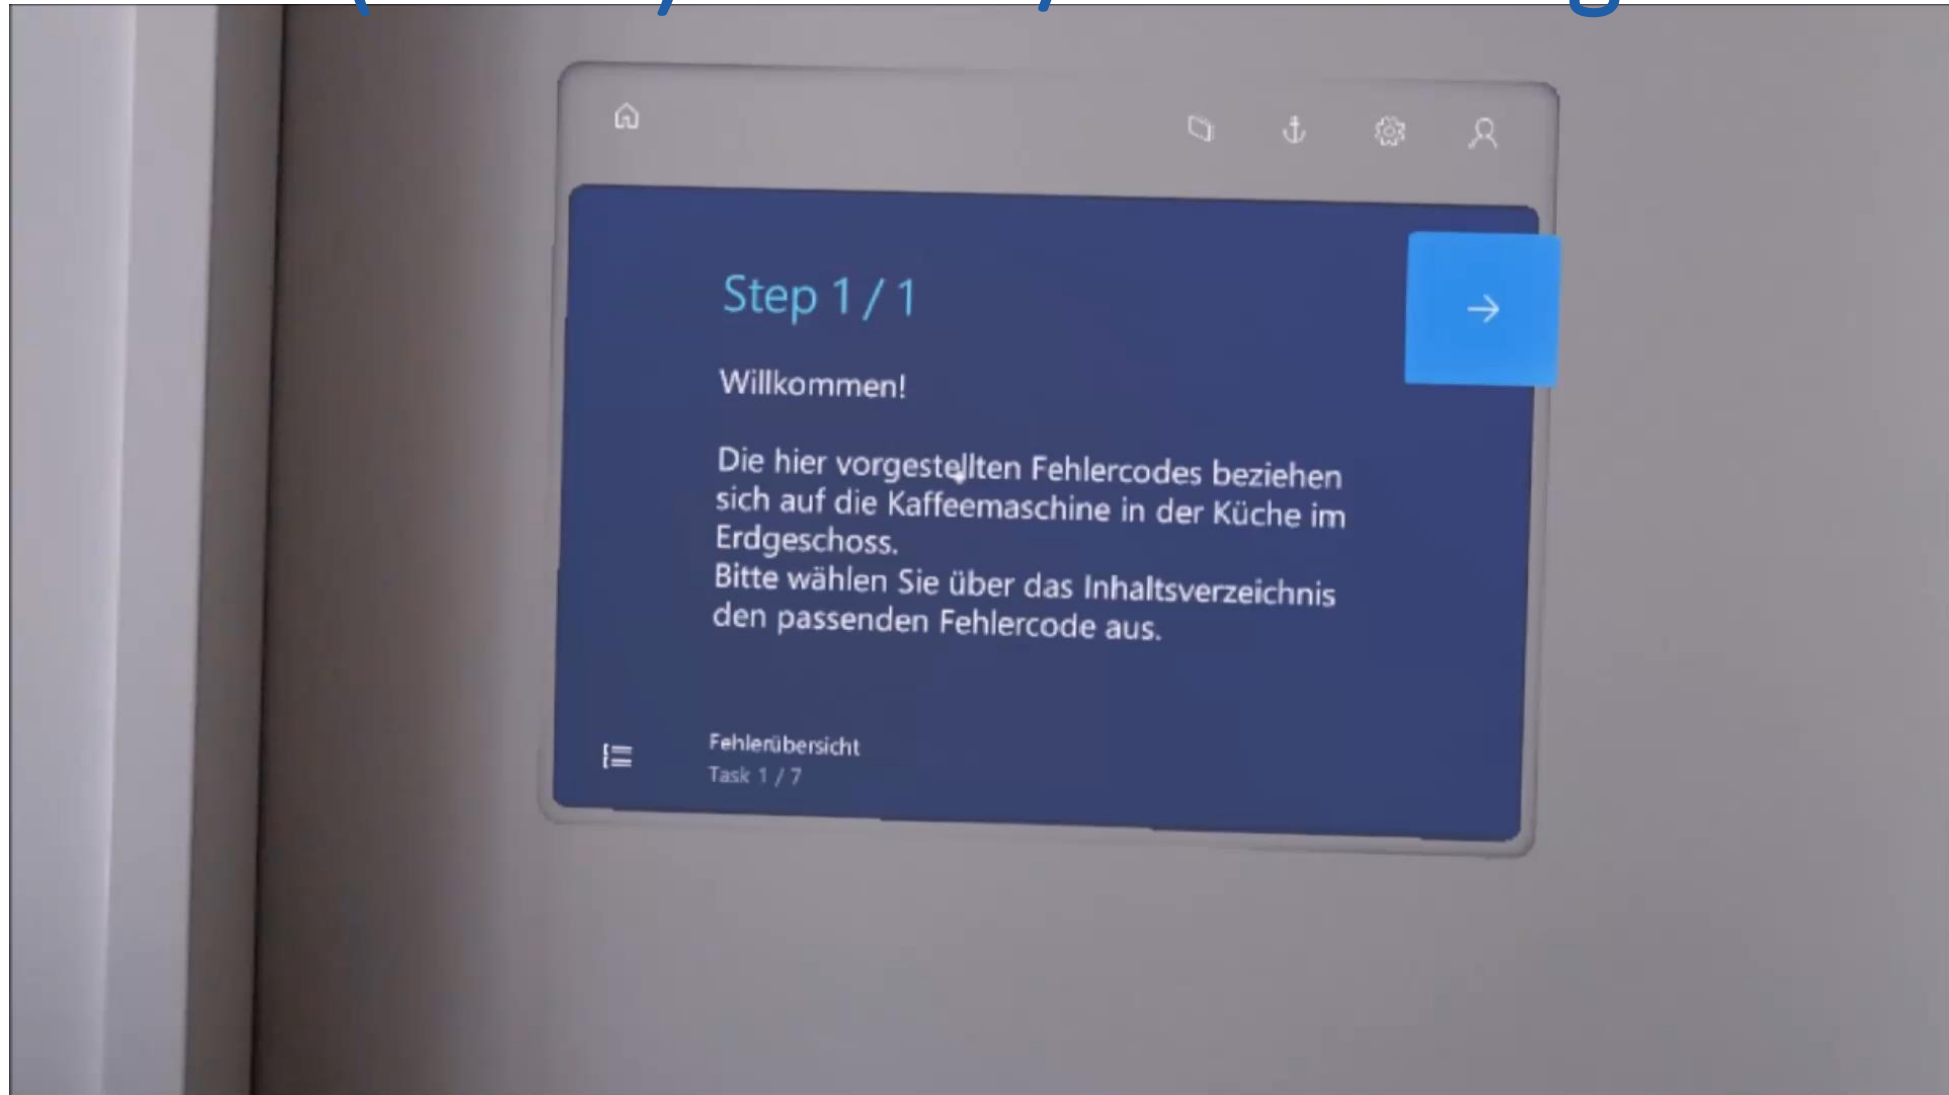 Step 1 / 1
Willkommen!
Die hier vorgestellten Fehlercodes beziehen
sich auf die Kaffeemaschine in der Küche im
Erdgeschoss.
Bitte wählen Sie über das Inhaltsverzeichnis
den passenden Fehlercode aus.
Fehlerübersicht
Task 1 / 7